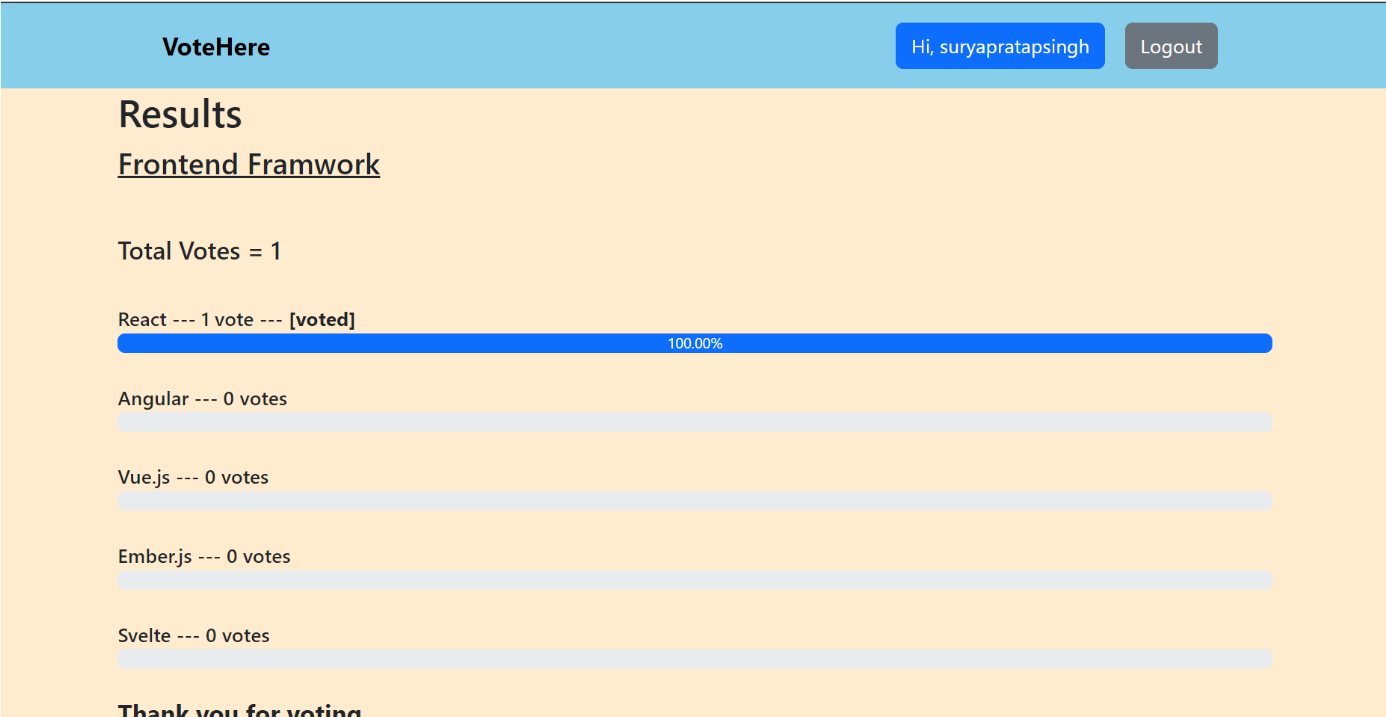 VoteHere
Hi, suryapratapsingh
Logout
Results
Frontend Framwork
Total Votes = 1
React --- 1 vote --- [voted]
100.00%
Angular --- 0 votes
Vue.js --- 0 votes
Ember.js --- 0 votes
Svelte --- 0 votes
Thank you for voting